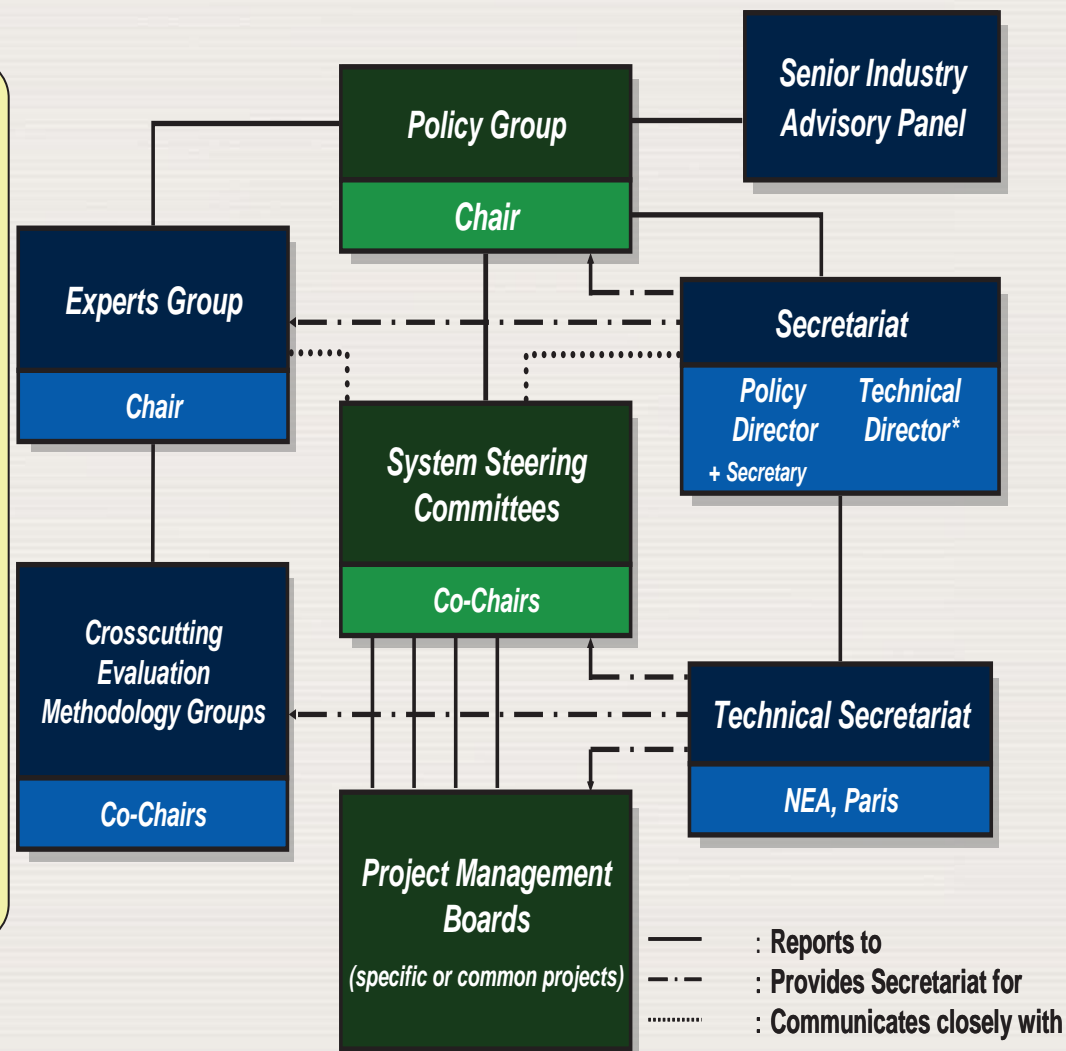 Senior Industry
Advisory Panel
Policy Group
Chair
Experts Group
Chair
Secretariat
Policy
Director
+ Secretary
Technical
Director*
System Steering
Committees
Co-Chairs
Crosscutting
Evaluation
Methodology Groups
Co-Chairs
Technical Secretariat
NEA, Paris
Project Management
Boards
(specific or common projects)
: Reports to
: Provides Secretariat for
: Communicates closely with